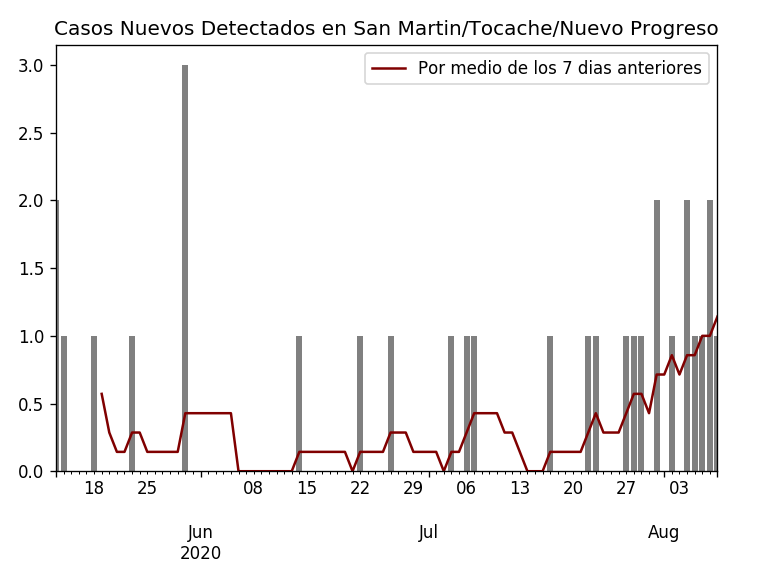 Casos Nuevos Detectados en San Martin/Tocache/Nuevo Progreso
Por medio de los 7 dias anteriores
3.0
2.5
2.0
1.5
1.0
0.5
0.0
18 25 08 15 22 29 06 13 20 27 03
Jun Jul Aug
2020